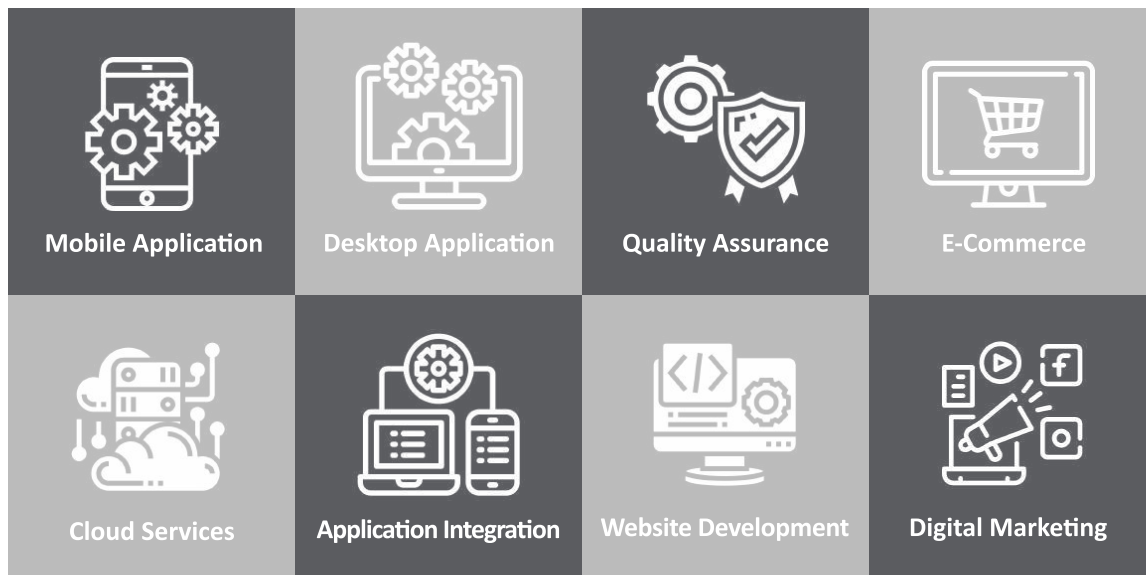 Mobile Application
Desktop Application
Quality Assurance
E-Commerce
Cloud Services
Application Integration
Website Development
Digital Marketing